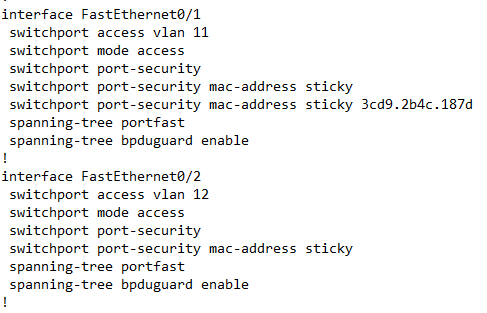 !
interface FastEthernet0/1
 switchport access vlan 11
 switchport mode access
 switchport port-security
 switchport port-security mac-address sticky
 switchport port-security mac-address sticky 3cd9.2b4c.187d
 spanning-tree portfast
 spanning-tree bpduguard enable
!
interface FastEthernet0/2
 switchport access vlan 12
 switchport mode access
 switchport port-security
 switchport port-security mac-address sticky
 spanning-tree portfast
 spanning-tree bpduguard enable
!